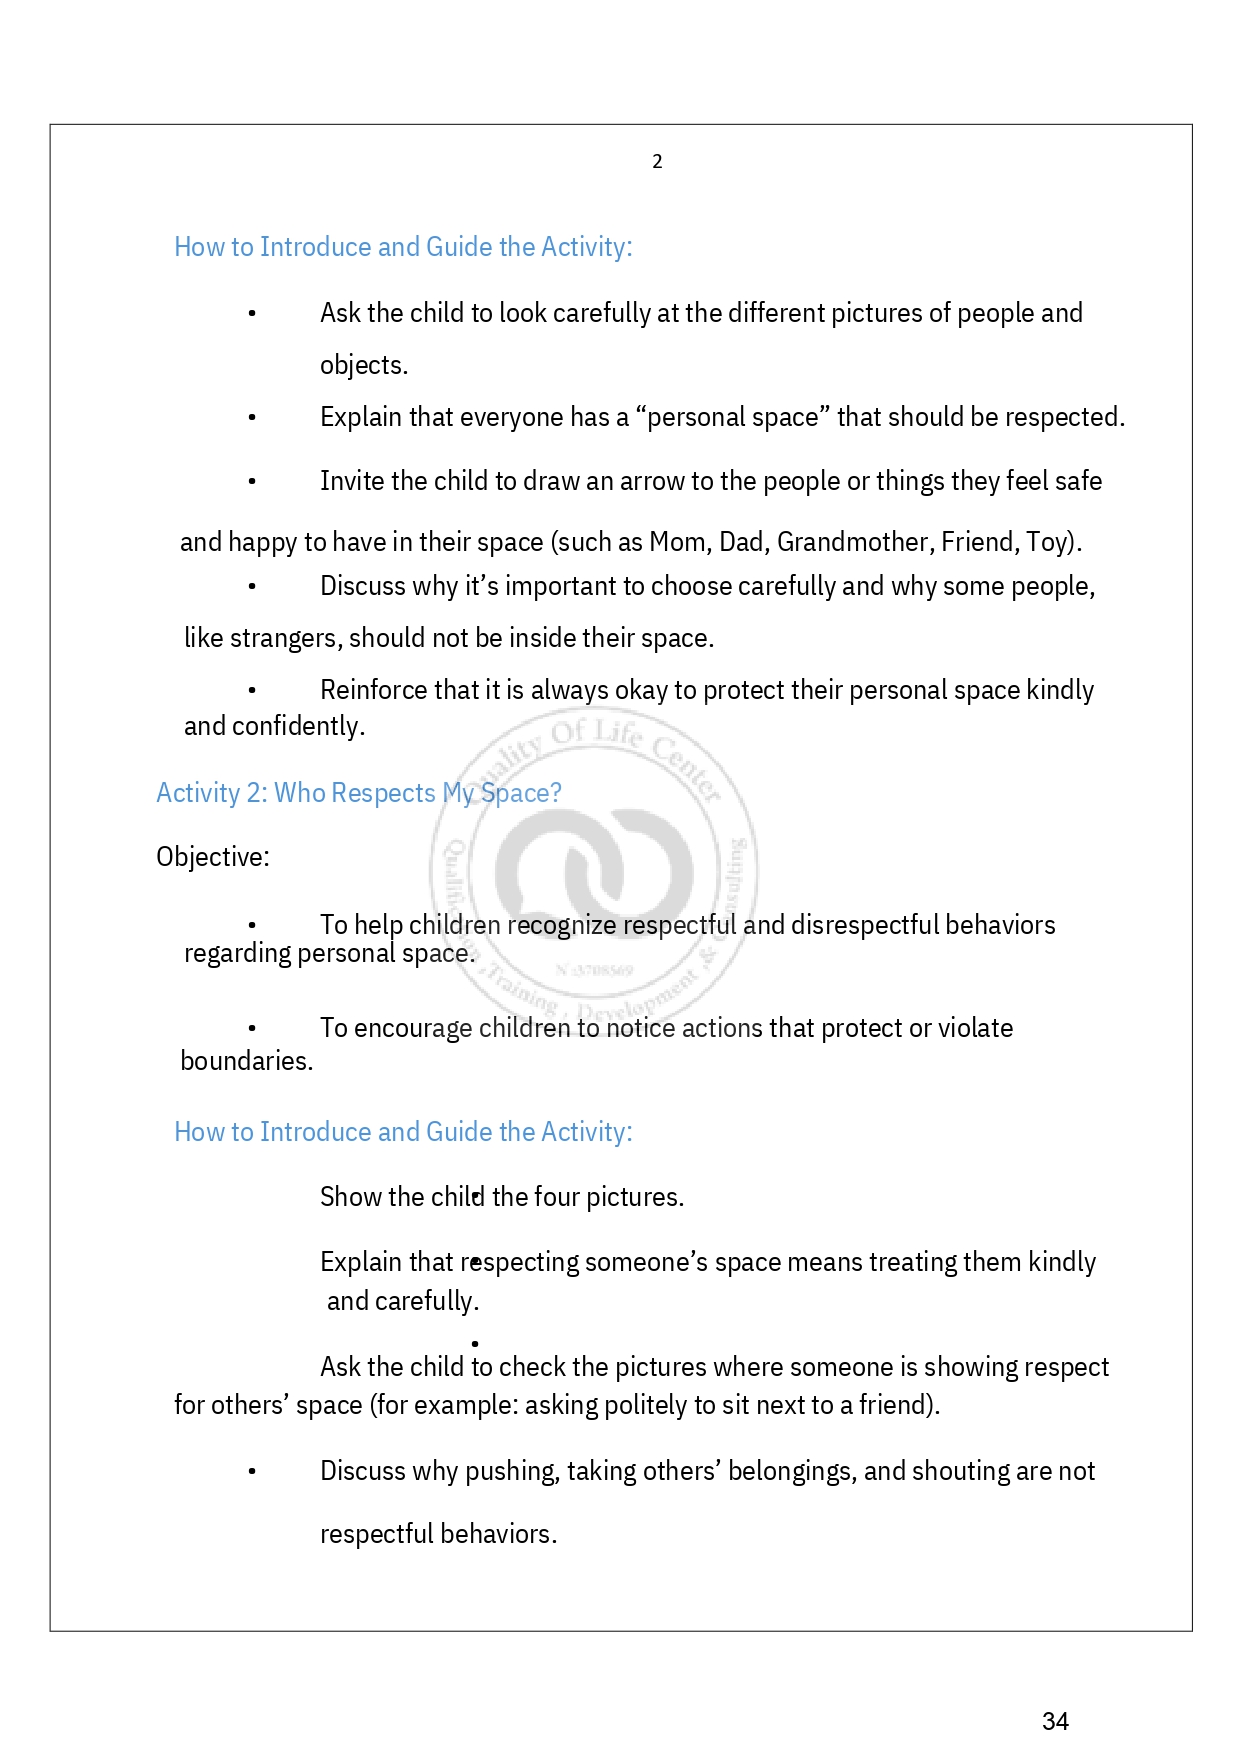 2
How to Introduce and Guide the Activity:
• Ask the child to look carefully at the different pictures of people and
objects.
• Explain that everyone has a “personal space” that should be respected.
• Invite the child to draw an arrow to the people or things they feel safe
and happy to have in their space (such as Mom, Dad, Grandmother, Friend, Toy).
• Discuss why it’s important to choose carefully and why some people,
like strangers, should not be inside their space.
• Reinforce that it is always okay to protect their personal space kindly
and confidently.
Quality Of Life Center
Activity 2: Who Respects My Space?
Objective:
• To help children recognize respectful and disrespectful behaviors
regarding personal space.
Qualification ,Training , Development ,& Consulting
N°:3708569
• To encourage children to notice actions that protect or violate
boundaries.
How to Introduce and Guide the Activity:
• Show the child the four pictures.
• Explain that respecting someone’s space means treating them kindly
and carefully.
• Ask the child to check the pictures where someone is showing respect
for others’ space (for example: asking politely to sit next to a friend).
• Discuss why pushing, taking others’ belongings, and shouting are not
respectful behaviors.
34